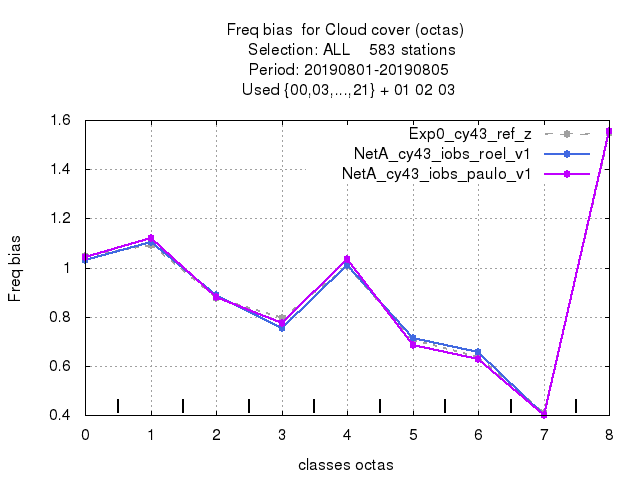 Freq bias  for Cloud cover (octas)
Selection: ALL    583 stations
Period: 20190801-20190805
Used {00,03,...,21} + 01 02 03
1.6
1.4
1.2
1
0.8
0.6
0.4
Freq bias
Exp0_cy43_ref_z
NetA_cy43_iobs_roel_v1
NetA_cy43_iobs_paulo_v1
0 1 2 3 4 5 6 7 8
classes octas